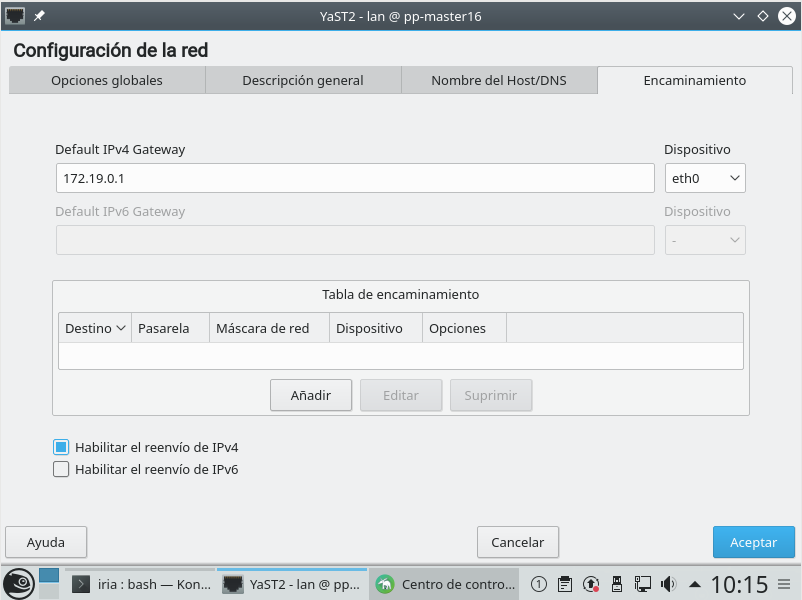 YaST2 - lan @ pp-master16
Configuración de la red
Opciones globales Descripción general Nombre del Host/DNS Encaminamiento
Default IPv4 Gateway Dispositivo
172.19.0.1 eth0
Default IPv6 Gateway Dispositivo
-
Tabla de encaminamiento
Destino Pasarela Máscara de red Dispositivo Opciones
Añadir Editar Suprimir
Habilitar el reenvío de IPv4
Habilitar el reenvío de IPv6
Ayuda Cancelar Aceptar
iria : bash — Kon... YaST2 - lan @ pp... Centro de contro... 1 10:15